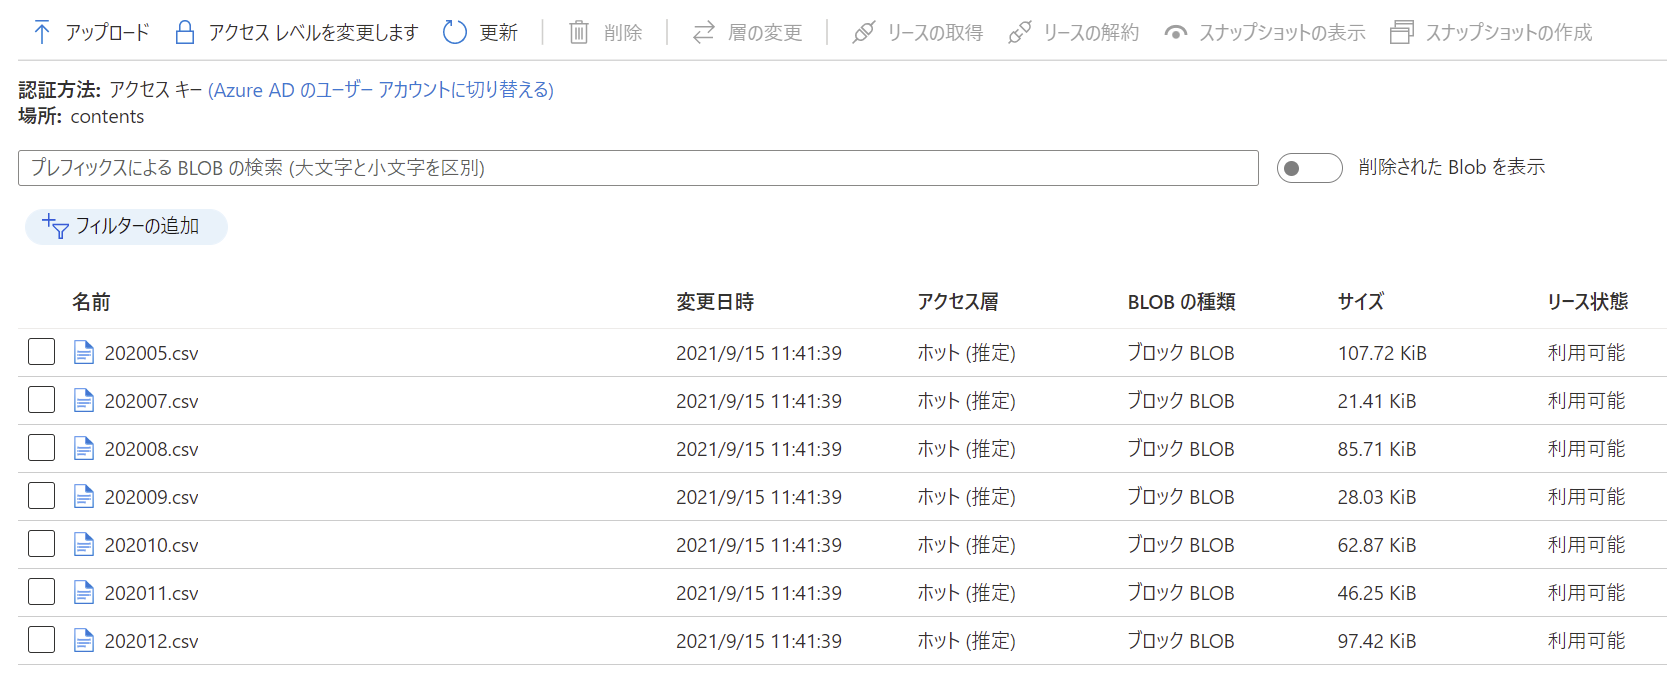 アップロード アクセス レベルを変更します 更新 削除 層の変更 リースの取得 リースの解約 スナップショットの表示 スナップショットの作成
認証方法: アクセス キー (Azure AD のユーザー アカウントに切り替える)
場所: contents
プレフィックスによる BLOB の検索 (大文字と小文字を区別) 削除された Blob を表示
フィルターの追加
名前 変更日時 アクセス層 BLOB の種類 サイズ リース状態
202005.csv 2021/9/15 11:41:39 ホット (推定) ブロック BLOB 107.72 KiB 利用可能
202007.csv 2021/9/15 11:41:39 ホット (推定) ブロック BLOB 21.41 KiB 利用可能
202008.csv 2021/9/15 11:41:39 ホット (推定) ブロック BLOB 85.71 KiB 利用可能
202009.csv 2021/9/15 11:41:39 ホット (推定) ブロック BLOB 28.03 KiB 利用可能
202010.csv 2021/9/15 11:41:39 ホット (推定) ブロック BLOB 62.87 KiB 利用可能
202011.csv 2021/9/15 11:41:39 ホット (推定) ブロック BLOB 46.25 KiB 利用可能
202012.csv 2021/9/15 11:41:39 ホット (推定) ブロック BLOB 97.42 KiB 利用可能